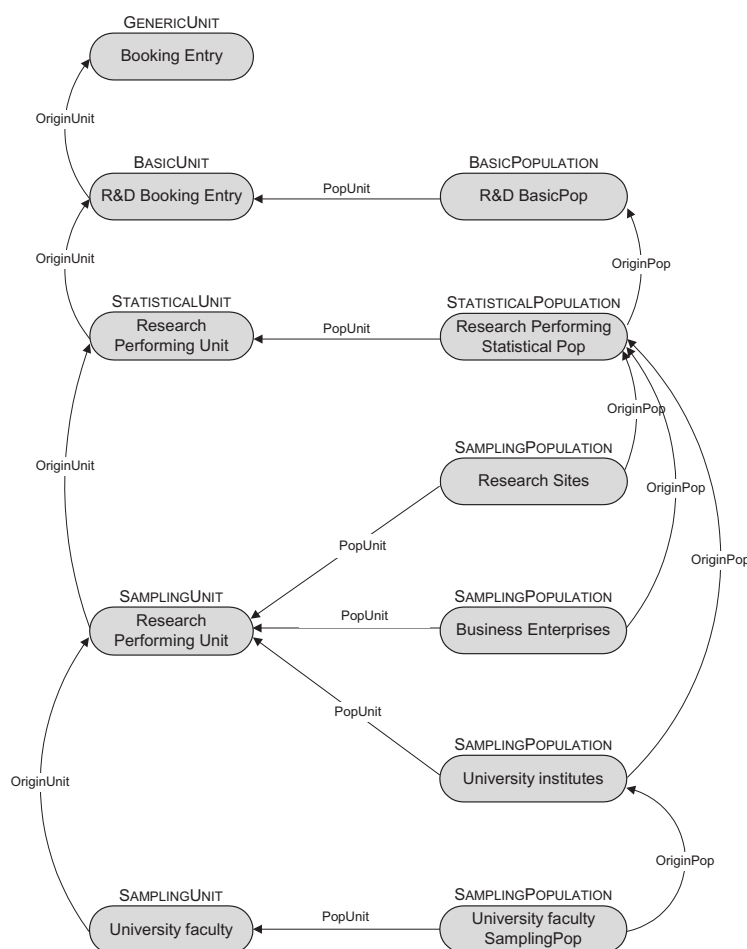 GENERICUNIT
Booking Entry
OriginUnit
BASICUNIT
BASICPOPULATION
R&D Booking Entry
PopUnit
R&D BasicPop
OriginUnit
OriginPop
STATISTICALUNIT
STATISTICALPOPULATION
Research
Performing Unit
PopUnit
Research Performing
Statistical Pop
OriginPop
SAMPLINGPOPULATION
OriginUnit
Research Sites
OriginPop
PopUnit
OriginPop
SAMPLINGUNIT
SAMPLINGPOPULATION
Research
Performing Unit
PopUnit
Business Enterprises
PopUnit
SAMPLINGPOPULATION
OriginUnit
University institutes
OriginPop
SAMPLINGUNIT
SAMPLINGPOPULATION
University faculty
PopUnit
University faculty
SamplingPop